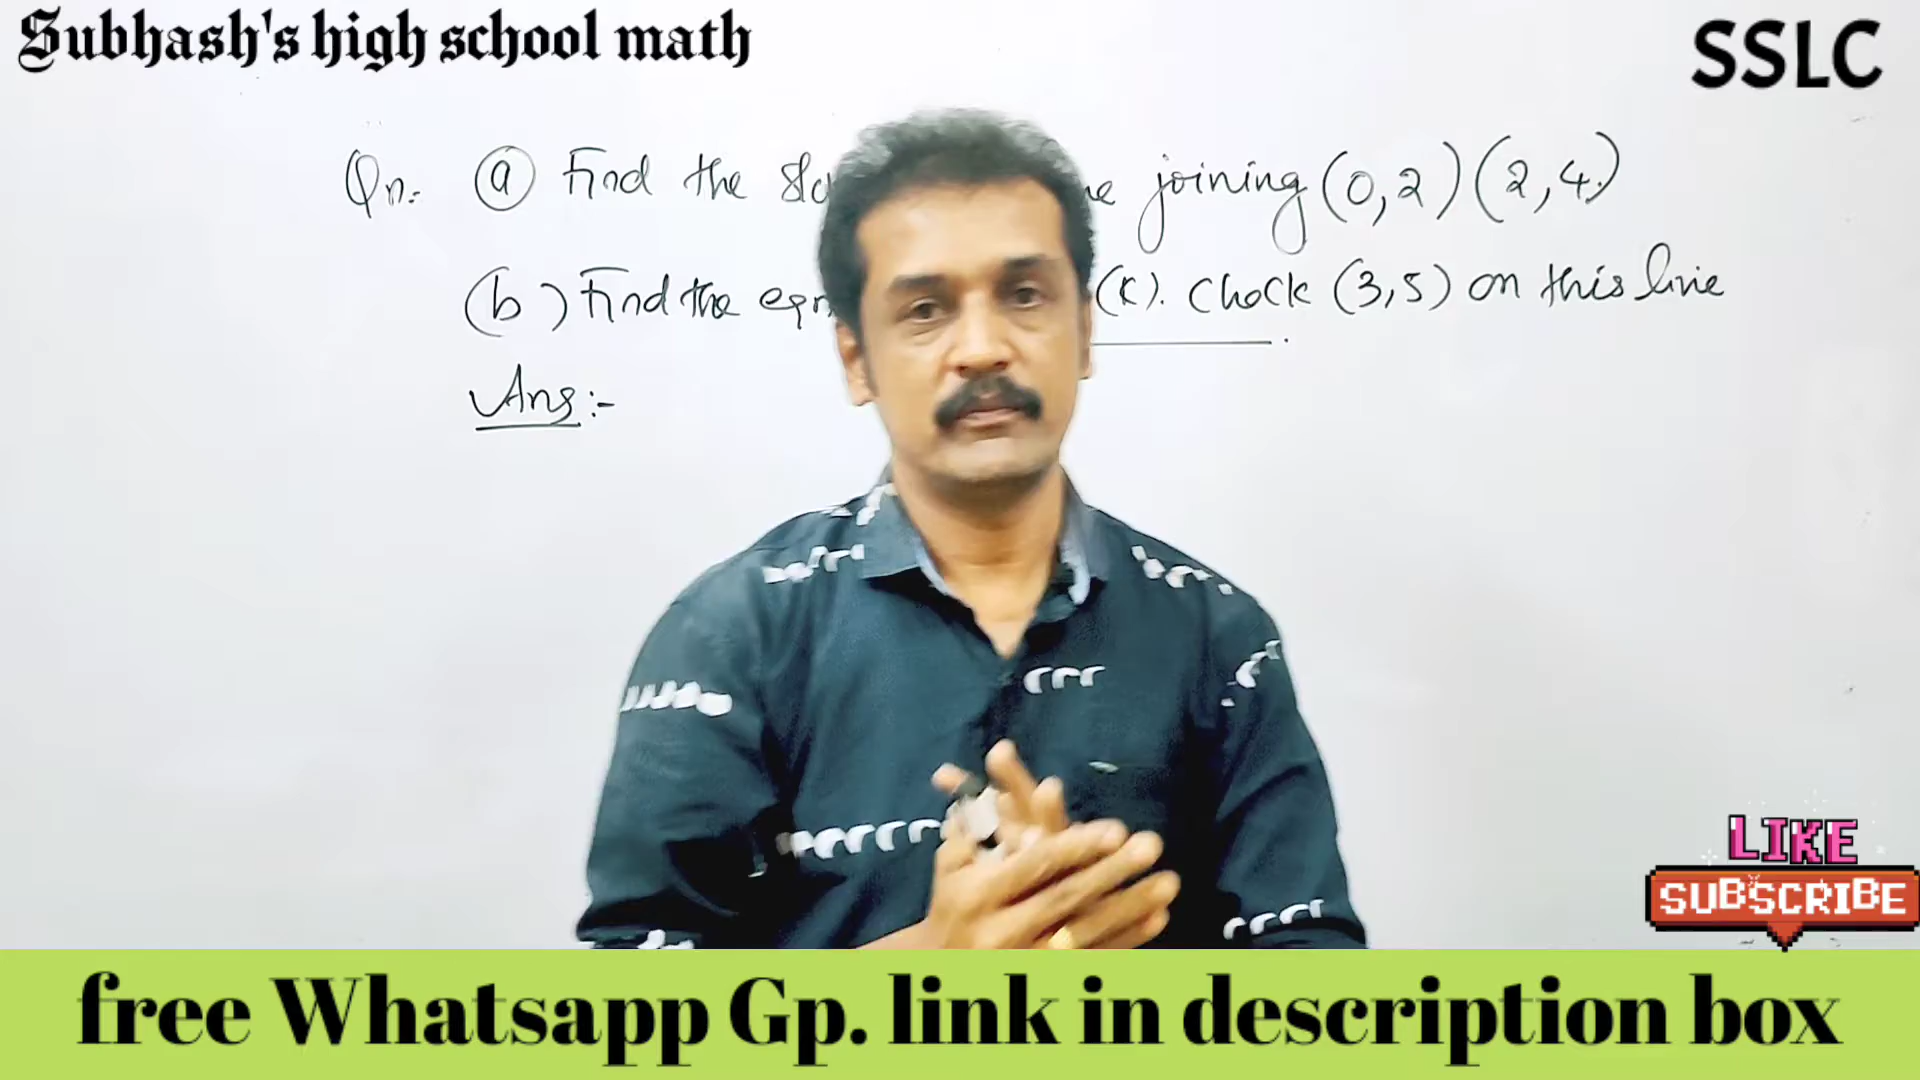 Subhash's high school math
SSLC
Qn:- (a) Find the joining (0,2) (2,4)
(b) Find the eqn (c). Check (3,5) on this line
Ans:-
LIKE
SUBSCRIBE
free Whatsapp Gp. link in description box